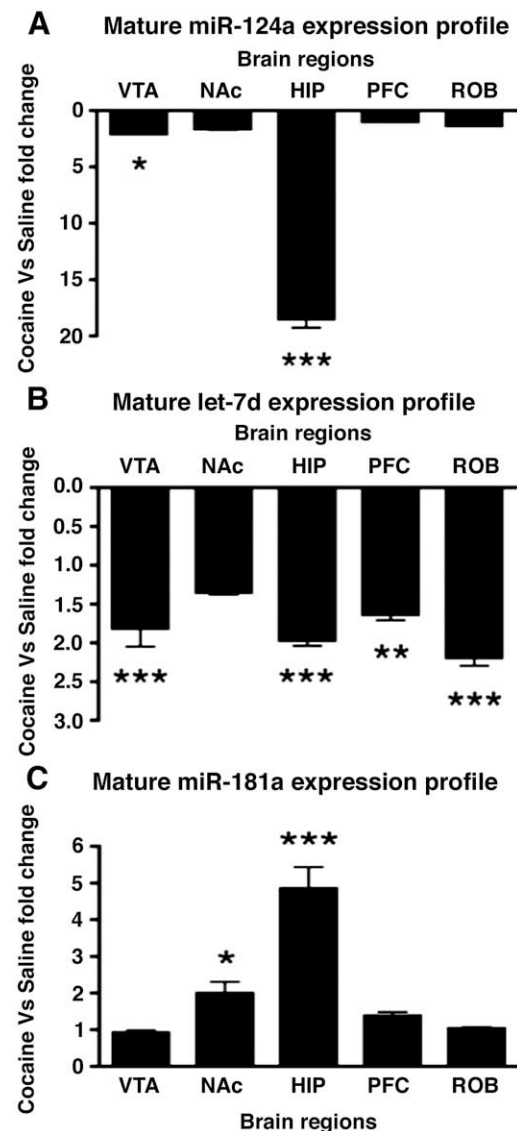 A Mature miR-124a expression profile
Brain regions
VTA NAc HIP PFC ROB
Cocaine Vs Saline fold change
0
5
10
15
20
*
***
B Mature let-7d expression profile
Brain regions
VTA NAc HIP PFC ROB
Cocaine Vs Saline fold change
0.0
0.5
1.0
1.5
2.0
2.5
3.0
*** *** ** ***
C Mature miR-181a expression profile
Cocaine Vs Saline fold change
6
5
4
3
2
1
0
***
*
VTA NAc HIP PFC ROB
Brain regions